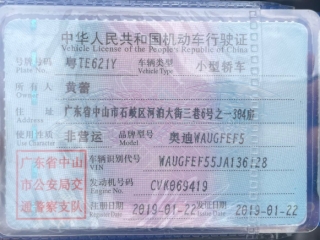 中华人民共和国机动车行驶证
Vehicle License of the People's Republic of China
号牌号码 粤TE621Y 车辆类型 小型轿车
Plate No. Vehicle Type
所有人 黄蕾
Owner
住址 广东省中山市石岐区河泊大街三巷6号之一384房
Address
使用性质 非营运 品牌型号 奥迪WAUGFEF5
Use Character Model
广东省中山
市公安局交
通警察支队
车辆识别代号 WAUGFEF55JA136128
VIN
发动机号码 CVK069419
Engine No.
注册日期 2019-01-22 发证日期 2019-01-22
Register Date Issue Date